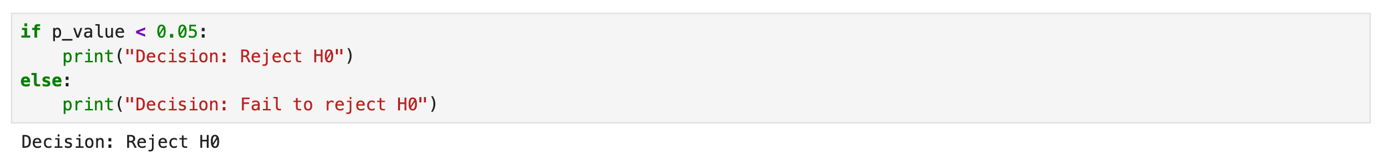 if p_value < 0.05:
    print("Decision: Reject H0")
else:
    print("Decision: Fail to reject H0")
Decision: Reject H0